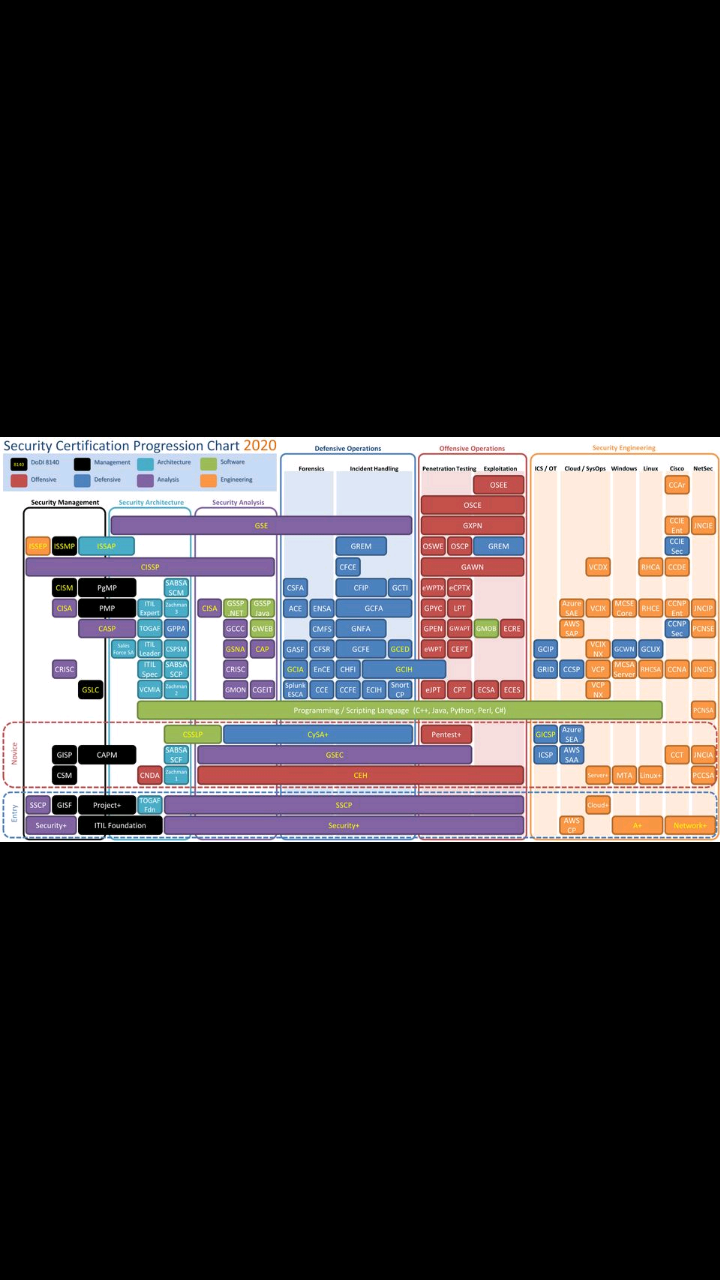 Security Certification Progression Chart 2020
8140 DoDI 8140 Management Architecture Software
Offensive Defensive Analysis Engineering
Defensive Operations Offensive Operations Security Engineering
Forensics Incident Handling Penetration Testing Exploitation ICS / OT Cloud / SysOps Windows Linux Cisco NetSec
Security Management Security Architecture Security Analysis
OSEE CCAr
OSCE
GSE GXPN CCIE Ent JNCIE
ISSEP ISSMP ISSAP GREM OSWE OSCP GREM CCIE Sec
CISSP CFCE GAWN VCDX RHCA CCDE
CISM PgMP SABSA SCM CSFA CFIP GCTI eWPTX eCPTX
CISA PMP ITIL Expert Zachman 3 CISA GSSP .NET GSSP Java ACE ENSA GCFA GPYC LPT Azure SAE VCIX MCSE Core RHCE CCNP Ent JNCIP
CASP TOGAF GPPA GCCC GWEB CMFS GNFA GPEN GWAPT GMOB ECRE AWS SAP CCNP Sec PCNSE
Sales Force SA ITIL Leader CSPSM GSNA CAP GASF CFSR GCFE GCED eWPT CEPT GCIP VCIX NX GCWN GCUX
CRISC ITIL Spec SABSA SCP CRISC GCIA EnCE CHFI GCIH GRID CCSP VCP MCSA Server RHCSA CCNA JNCIS
GSLC VCMIA Zachman 2 GMON CGEIT Splunk ESCA CCE CCFE ECIH Snort CP eJPT CPT ECSA ECES VCP NX
Programming / Scripting Language (C++, Java, Python, Perl, C#) PCNSA
Novice
CSSLP CySA+ Pentest+ GICSP Azure SEA
GISP CAPM SABSA SCF GSEC ICSP AWS SAA CCT JNCIA
CSM CNDA Zachman 1 CEH Server+ MTA Linux+ PCCSA
Entry
SSCP GISF Project+ TOGAF Fdn SSCP Cloud+
Security+ ITIL Foundation Security+ AWS CP A+ Network+